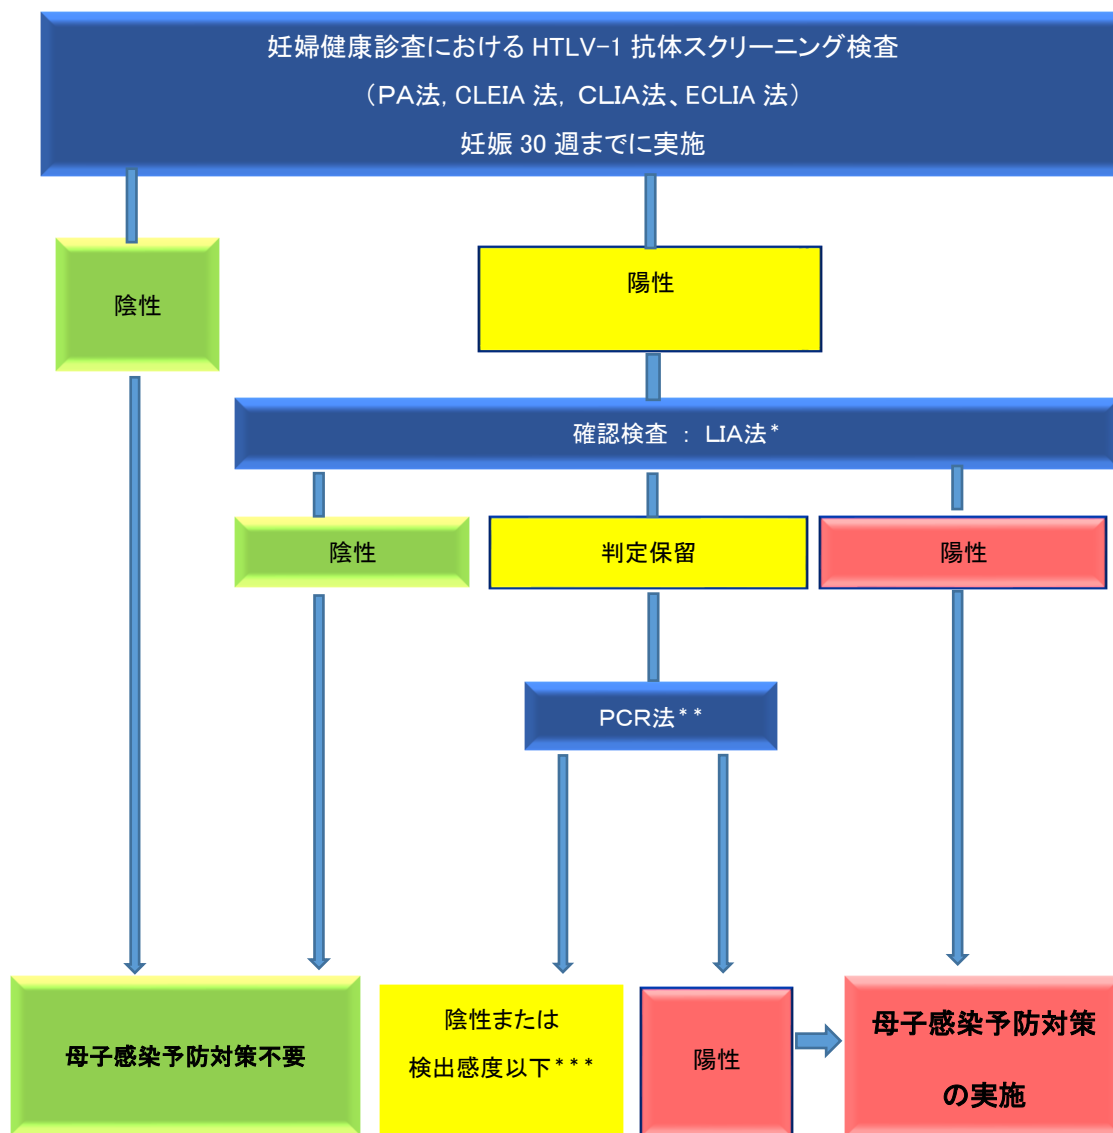 妊婦健康診査における HTLV-1 抗体スクリーニング検査
（PA法, CLEIA 法, CLIA法、ECLIA 法）
妊娠 30 週までに実施
陰性
陽性
確認検査 ： LIA法*
陰性
判定保留
陽性
PCR法**
母子感染予防対策不要
陰性または
検出感度以下***
陽性
母子感染予防対策
の実施